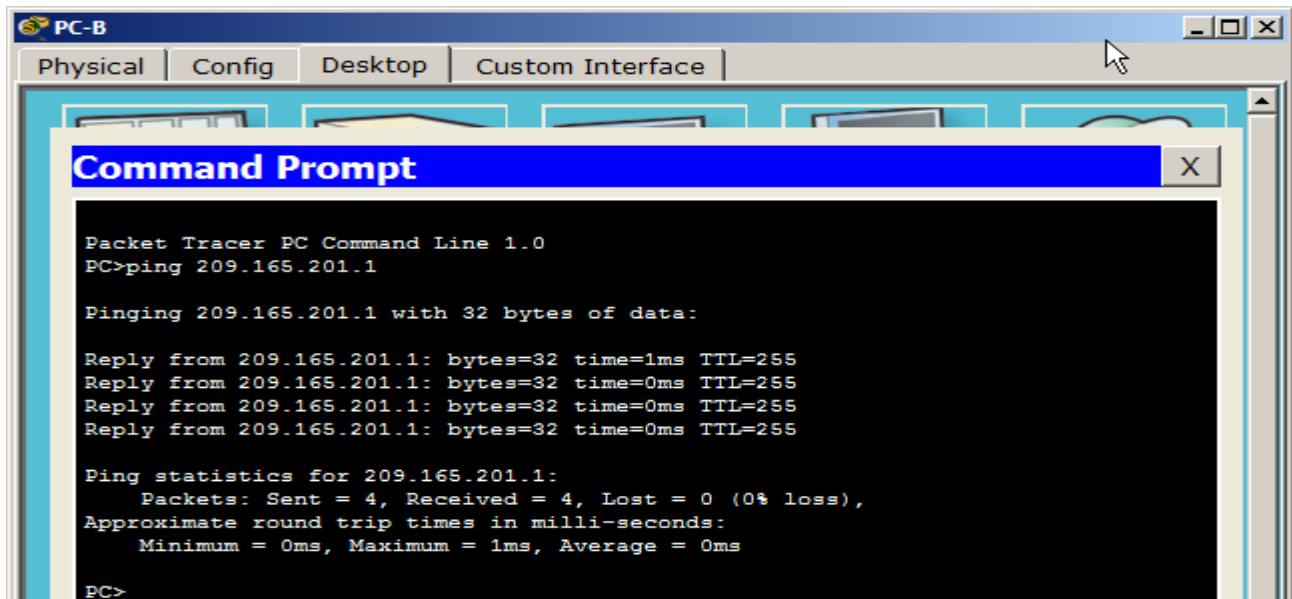 PC-B
Physical Config Desktop Custom Interface
Command Prompt
X
Packet Tracer PC Command Line 1.0
PC>ping 209.165.201.1
Pinging 209.165.201.1 with 32 bytes of data:
Reply from 209.165.201.1: bytes=32 time=1ms TTL=255
Reply from 209.165.201.1: bytes=32 time=0ms TTL=255
Reply from 209.165.201.1: bytes=32 time=0ms TTL=255
Reply from 209.165.201.1: bytes=32 time=0ms TTL=255
Ping statistics for 209.165.201.1:
Packets: Sent = 4, Received = 4, Lost = 0 (0% loss),
Approximate round trip times in milli-seconds:
Minimum = 0ms, Maximum = 1ms, Average = 0ms
PC>